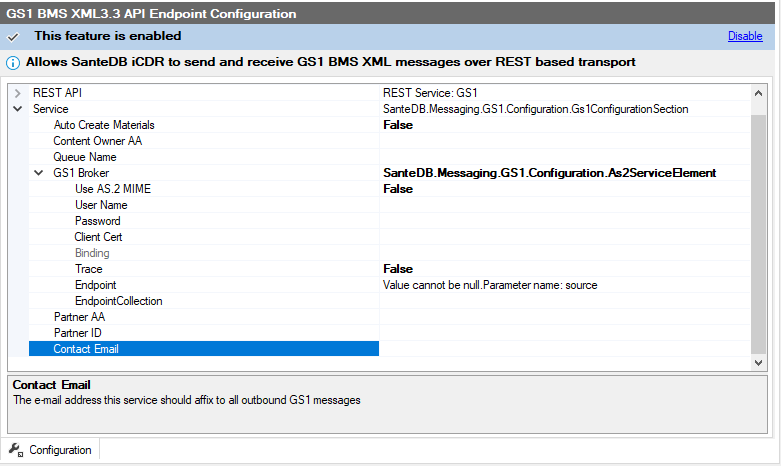 GS1 BMS XML3.3 API Endpoint Configuration
This feature is enabled Disable
Allows SanteDB iCDR to send and receive GS1 BMS XML messages over REST based transport
REST API REST Service: GS1
Service SanteDB.Messaging.GS1.Configuration.Gs1ConfigurationSection
Auto Create Materials False
Content Owner AA
Queue Name
GS1 Broker SanteDB.Messaging.GS1.Configuration.As2ServiceElement
Use AS.2 MIME False
User Name
Password
Client Cert
Binding
Trace False
Endpoint Value cannot be null.Parameter name: source
EndpointCollection
Partner AA
Partner ID
Contact Email
Contact Email
The e-mail address this service should affix to all outbound GS1 messages
Configuration